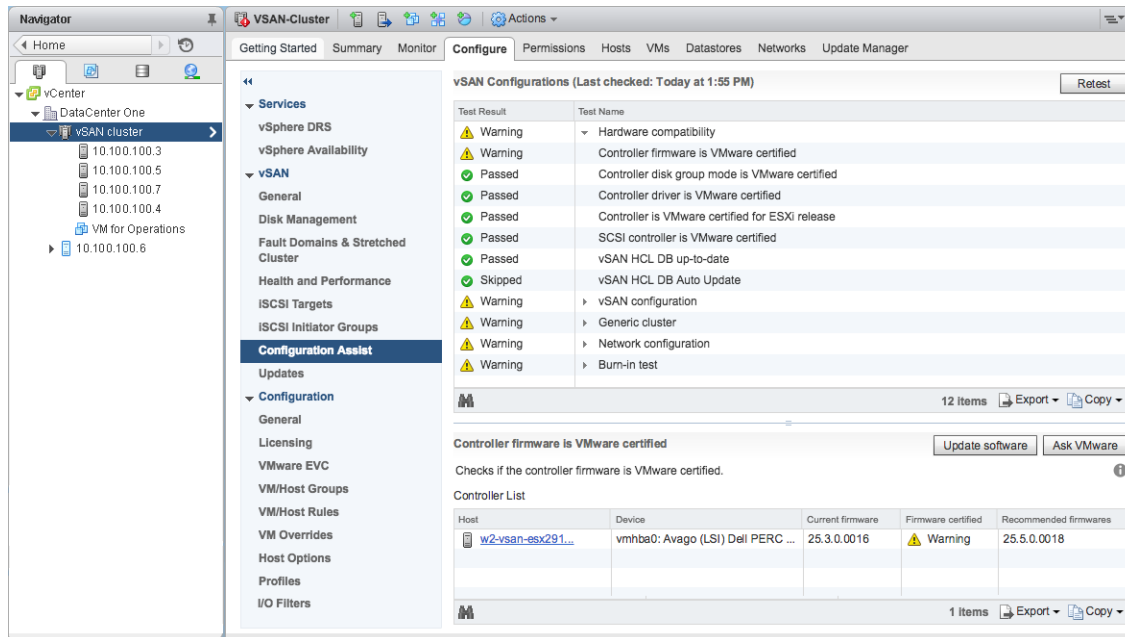 Navigator
Home
vCenter
DataCenter One
vSAN cluster
10.100.100.3
10.100.100.5
10.100.100.7
10.100.100.4
VM for Operations
10.100.100.6
VSAN-Cluster
Actions
Getting Started Summary Monitor Configure Permissions Hosts VMs Datastores Networks Update Manager
Services
vSphere DRS
vSphere Availability
vSAN
General
Disk Management
Fault Domains & Stretched
Cluster
Health and Performance
iSCSI Targets
iSCSI Initiator Groups
Configuration Assist
Updates
Configuration
General
Licensing
VMware EVC
VM/Host Groups
VM/Host Rules
VM Overrides
Host Options
Profiles
I/O Filters
vSAN Configurations (Last checked: Today at 1:55 PM)
Retest
Test Result Test Name
Warning Hardware compatibility
Warning Controller firmware is VMware certified
Passed Controller disk group mode is VMware certified
Passed Controller driver is VMware certified
Passed Controller is VMware certified for ESXi release
Passed SCSI controller is VMware certified
Passed vSAN HCL DB up-to-date
Skipped vSAN HCL DB Auto Update
Warning vSAN configuration
Warning Generic cluster
Warning Network configuration
Warning Burn-in test
12 items Export Copy
Controller firmware is VMware certified
Update software Ask VMware
Checks if the controller firmware is VMware certified.
Controller List
Host Device Current firmware Firmware certified Recommended firmwares
w2-vsan-esx291... vmhba0: Avago (LSI) Dell PERC ... 25.3.0.0016 Warning 25.5.0.0018
1 items Export Copy